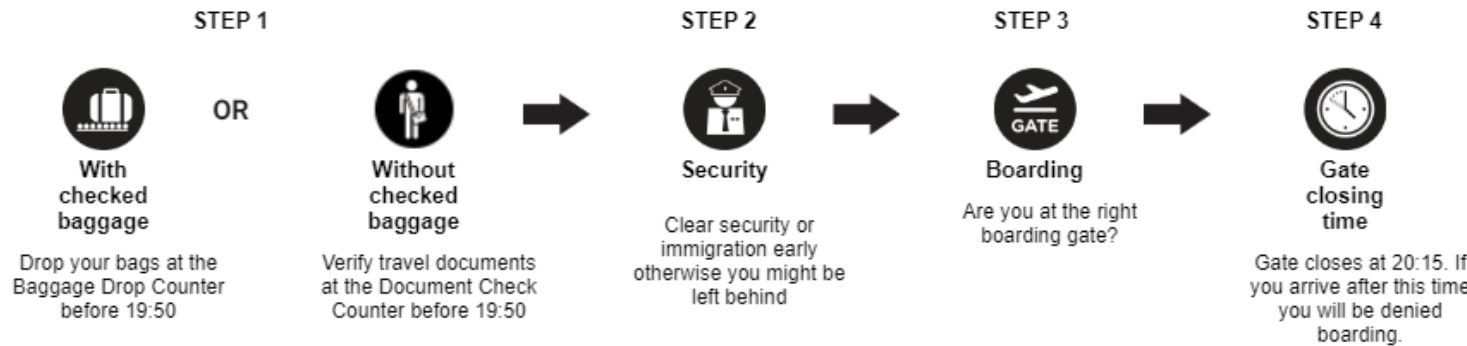 STEP 1
STEP 2
STEP 3
STEP 4
OR
GATE
With
checked
baggage
Drop your bags at the
Baggage Drop Counter
before 19:50
Without
checked
baggage
Verify travel documents
at the Document Check
Counter before 19:50
Security
Clear security or
immigration early
otherwise you might be
left behind
Boarding
Are you at the right
boarding gate?
Gate
closing
time
Gate closes at 20:15. If
you arrive after this time
you will be denied
boarding.